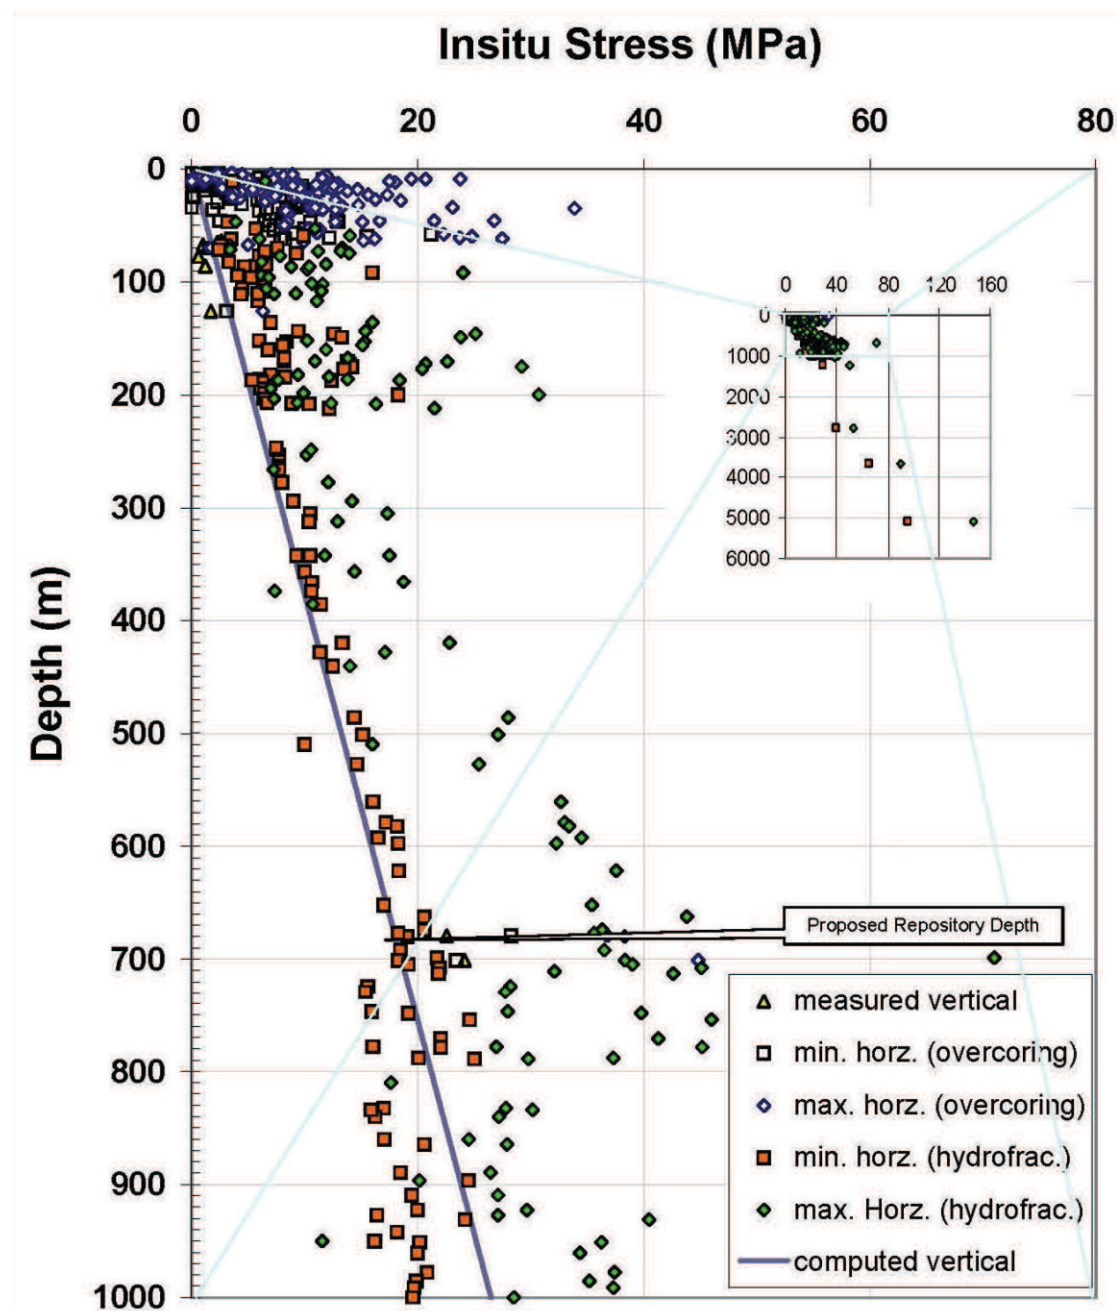 Insitu Stress (MPa)
0 20 40 60 80
0
100
200
300
400
500
600
700
800
900
1000
Depth (m)
0 40 80 120 160
0
1000
2000
3000
4000
5000
6000
Proposed Repository Depth
measured vertical
min. horz. (overcoring)
max. horz. (overcoring)
min. horz. (hydrofrac.)
max. Horz. (hydrofrac.)
computed vertical